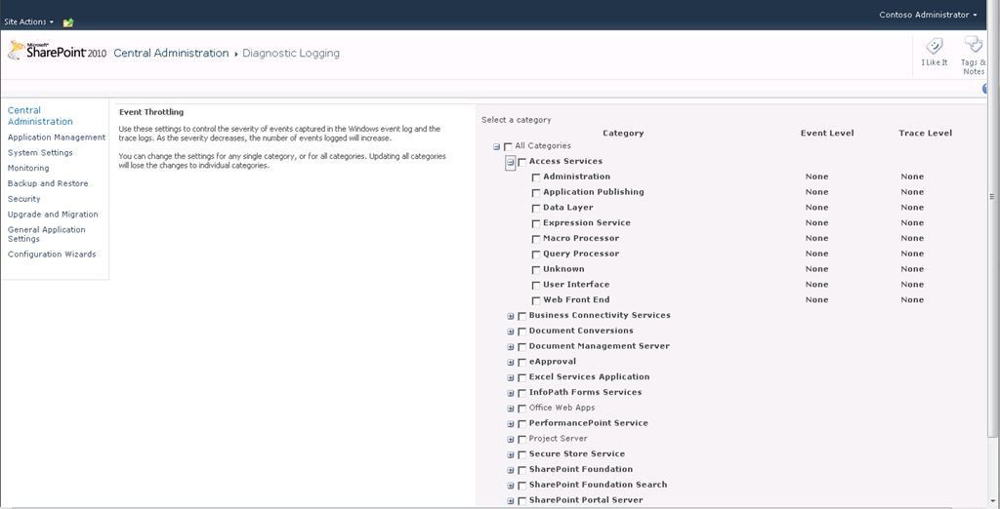 Site Actions
Contoso Administrator
Microsoft
SharePoint 2010 Central Administration Diagnostic Logging
I Like It
Tags &
Notes
Central
Administration
Application Management
System Settings
Monitoring
Backup and Restore
Security
Upgrade and Migration
General Application
Settings
Configuration Wizards
Event Throttling
Use these settings to control the severity of events captured in the Windows event log and the
trace logs. As the severity decreases, the number of events logged will increase.
You can change the settings for any single category, or for all categories. Updating all categories
will lose the changes to individual categories.
Select a category
Category Event Level Trace Level
All Categories
Access Services
Administration None None
Application Publishing None None
Data Layer None None
Expression Service None None
Macro Processor None None
Query Processor None None
Unknown None None
User Interface None None
Web Front End None None
Business Connectivity Services
Document Conversions
Document Management Server
eApproval
Excel Services Application
InfoPath Forms Services
Office Web Apps
PerformancePoint Service
Project Server
Secure Store Service
SharePoint Foundation
SharePoint Foundation Search
SharePoint Portal Server